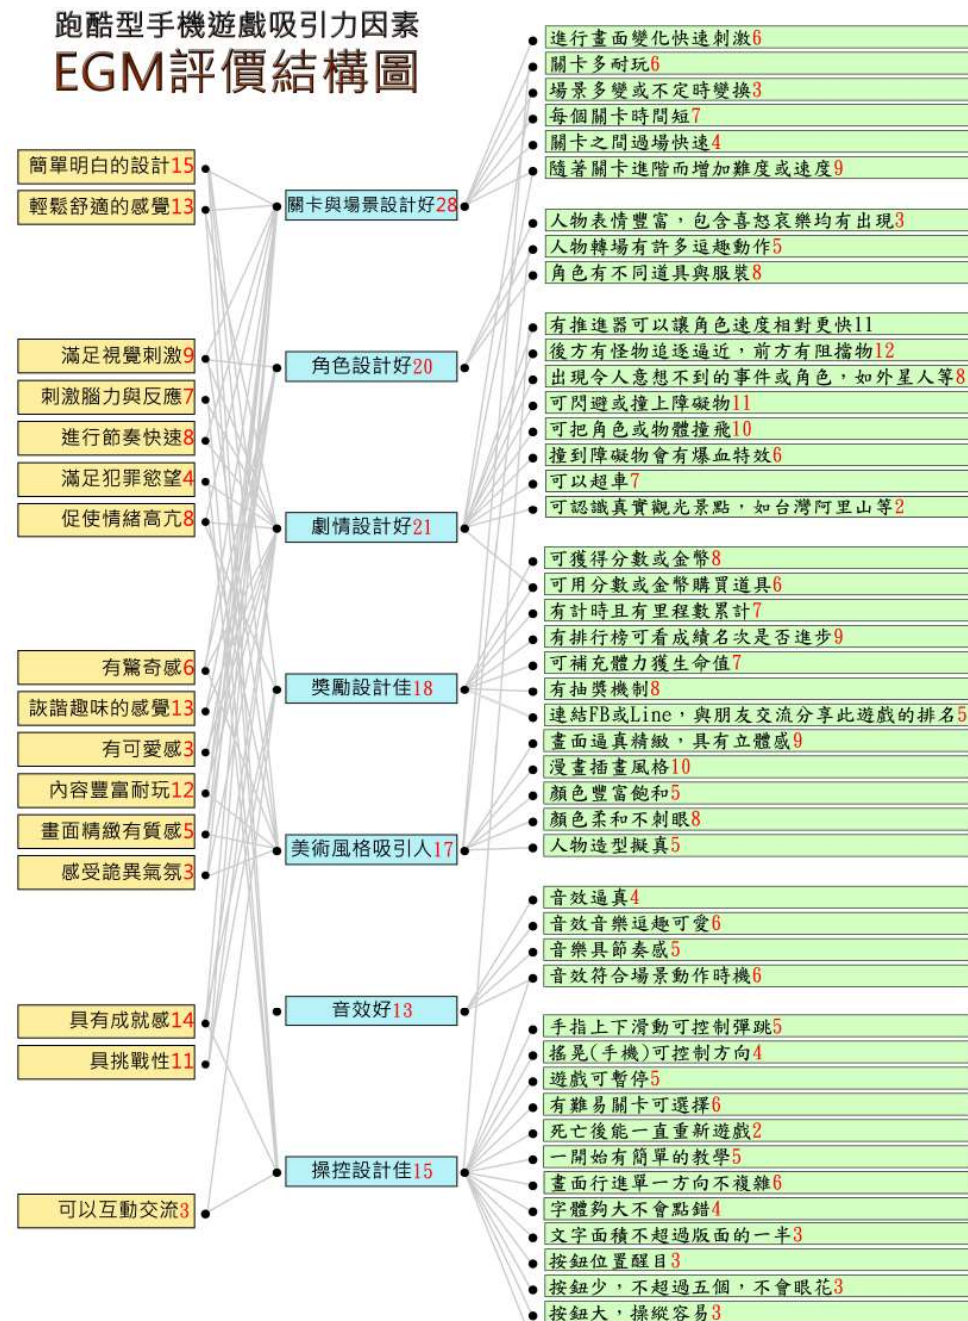 跑酷型手機遊戲吸引力因素
EGM評價結構圖
簡單明白的設計15
輕鬆舒適的感覺13
滿足視覺刺激9
刺激腦力與反應7
進行節奏快速8
滿足犯罪慾望4
促使情緒高亢8
有驚奇感6
詼諧趣味的感覺13
有可愛感3
內容豐富耐玩12
畫面精緻有質感5
感受詭異氣氛3
具有成就感14
具挑戰性11
可以互動交流3
關卡與場景設計好28
角色設計好20
劇情設計好21
獎勵設計佳18
美術風格吸引人17
音效好13
操控設計佳15
進行畫面變化快速刺激6
關卡多耐玩6
場景多變或不定時變換3
每個關卡時間短7
關卡之間過場快速4
隨著關卡進階而增加難度或速度9
人物表情豐富，包含喜怒哀樂均有出現3
人物轉場有許多逗趣動作5
角色有不同道具與服裝8
有推進器可以讓角色速度相對更快11
後方有怪物追逐逼近，前方有阻擋物12
出現令人意想不到的事件或角色，如外星人等8
可閃避或撞上障礙物11
可把角色或物體撞飛10
撞到障礙物會有爆血特效6
可以超車7
可認識真實觀光景點，如台灣阿里山等2
可獲得分數或金幣8
可用分數或金幣購買道具6
有計時且有里程數累計7
有排行榜可看成績名次是否進步9
可補充體力獲生命值7
有抽獎機制8
連結FB或Line，與朋友交流分享此遊戲的排名5
畫面逼真精緻，具有立體感9
漫畫插畫風格10
顏色豐富飽和5
顏色柔和不刺眼8
人物造型擬真5
音效逼真4
音效音樂逗趣可愛6
音樂具節奏感5
音效符合場景動作時機6
手指上下滑動可控制彈跳5
搖晃(手機)可控制方向4
遊戲可暫停5
有難易關卡可選擇6
死亡後能一直重新遊戲2
一開始有簡單的教學5
畫面行進單一方向不複雜6
字體夠大不會點錯4
文字面積不超過版面的一半3
按鈕位置醒目3
按鈕少，不超過五個，不會眼花3
按鈕大，操縱容易3